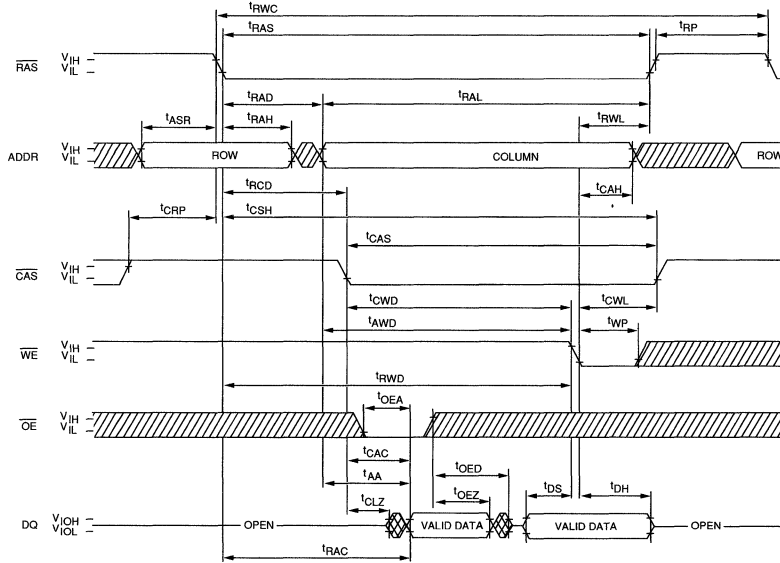 tRWC
tRAS
tRP
RAS
VIH
VIL
tRAD
tRAL
tASR
tRAH
tRWL
ADDR
VIH
VIL
ROW
COLUMN
ROW
tRCD
tCAH
tCRP
tCSH
tCAS
CAS
VIH
VIL
tCWD
tCWL
tAWD
tWP
WE
VIH
VIL
tRWD
tOEA
OE
VIH
VIL
tCAC
tOED
tAA
tCLZ
tOEZ
tDS
tDH
DQ
VIOH
VIOL
OPEN
VALID DATA
VALID DATA
OPEN
tRAC